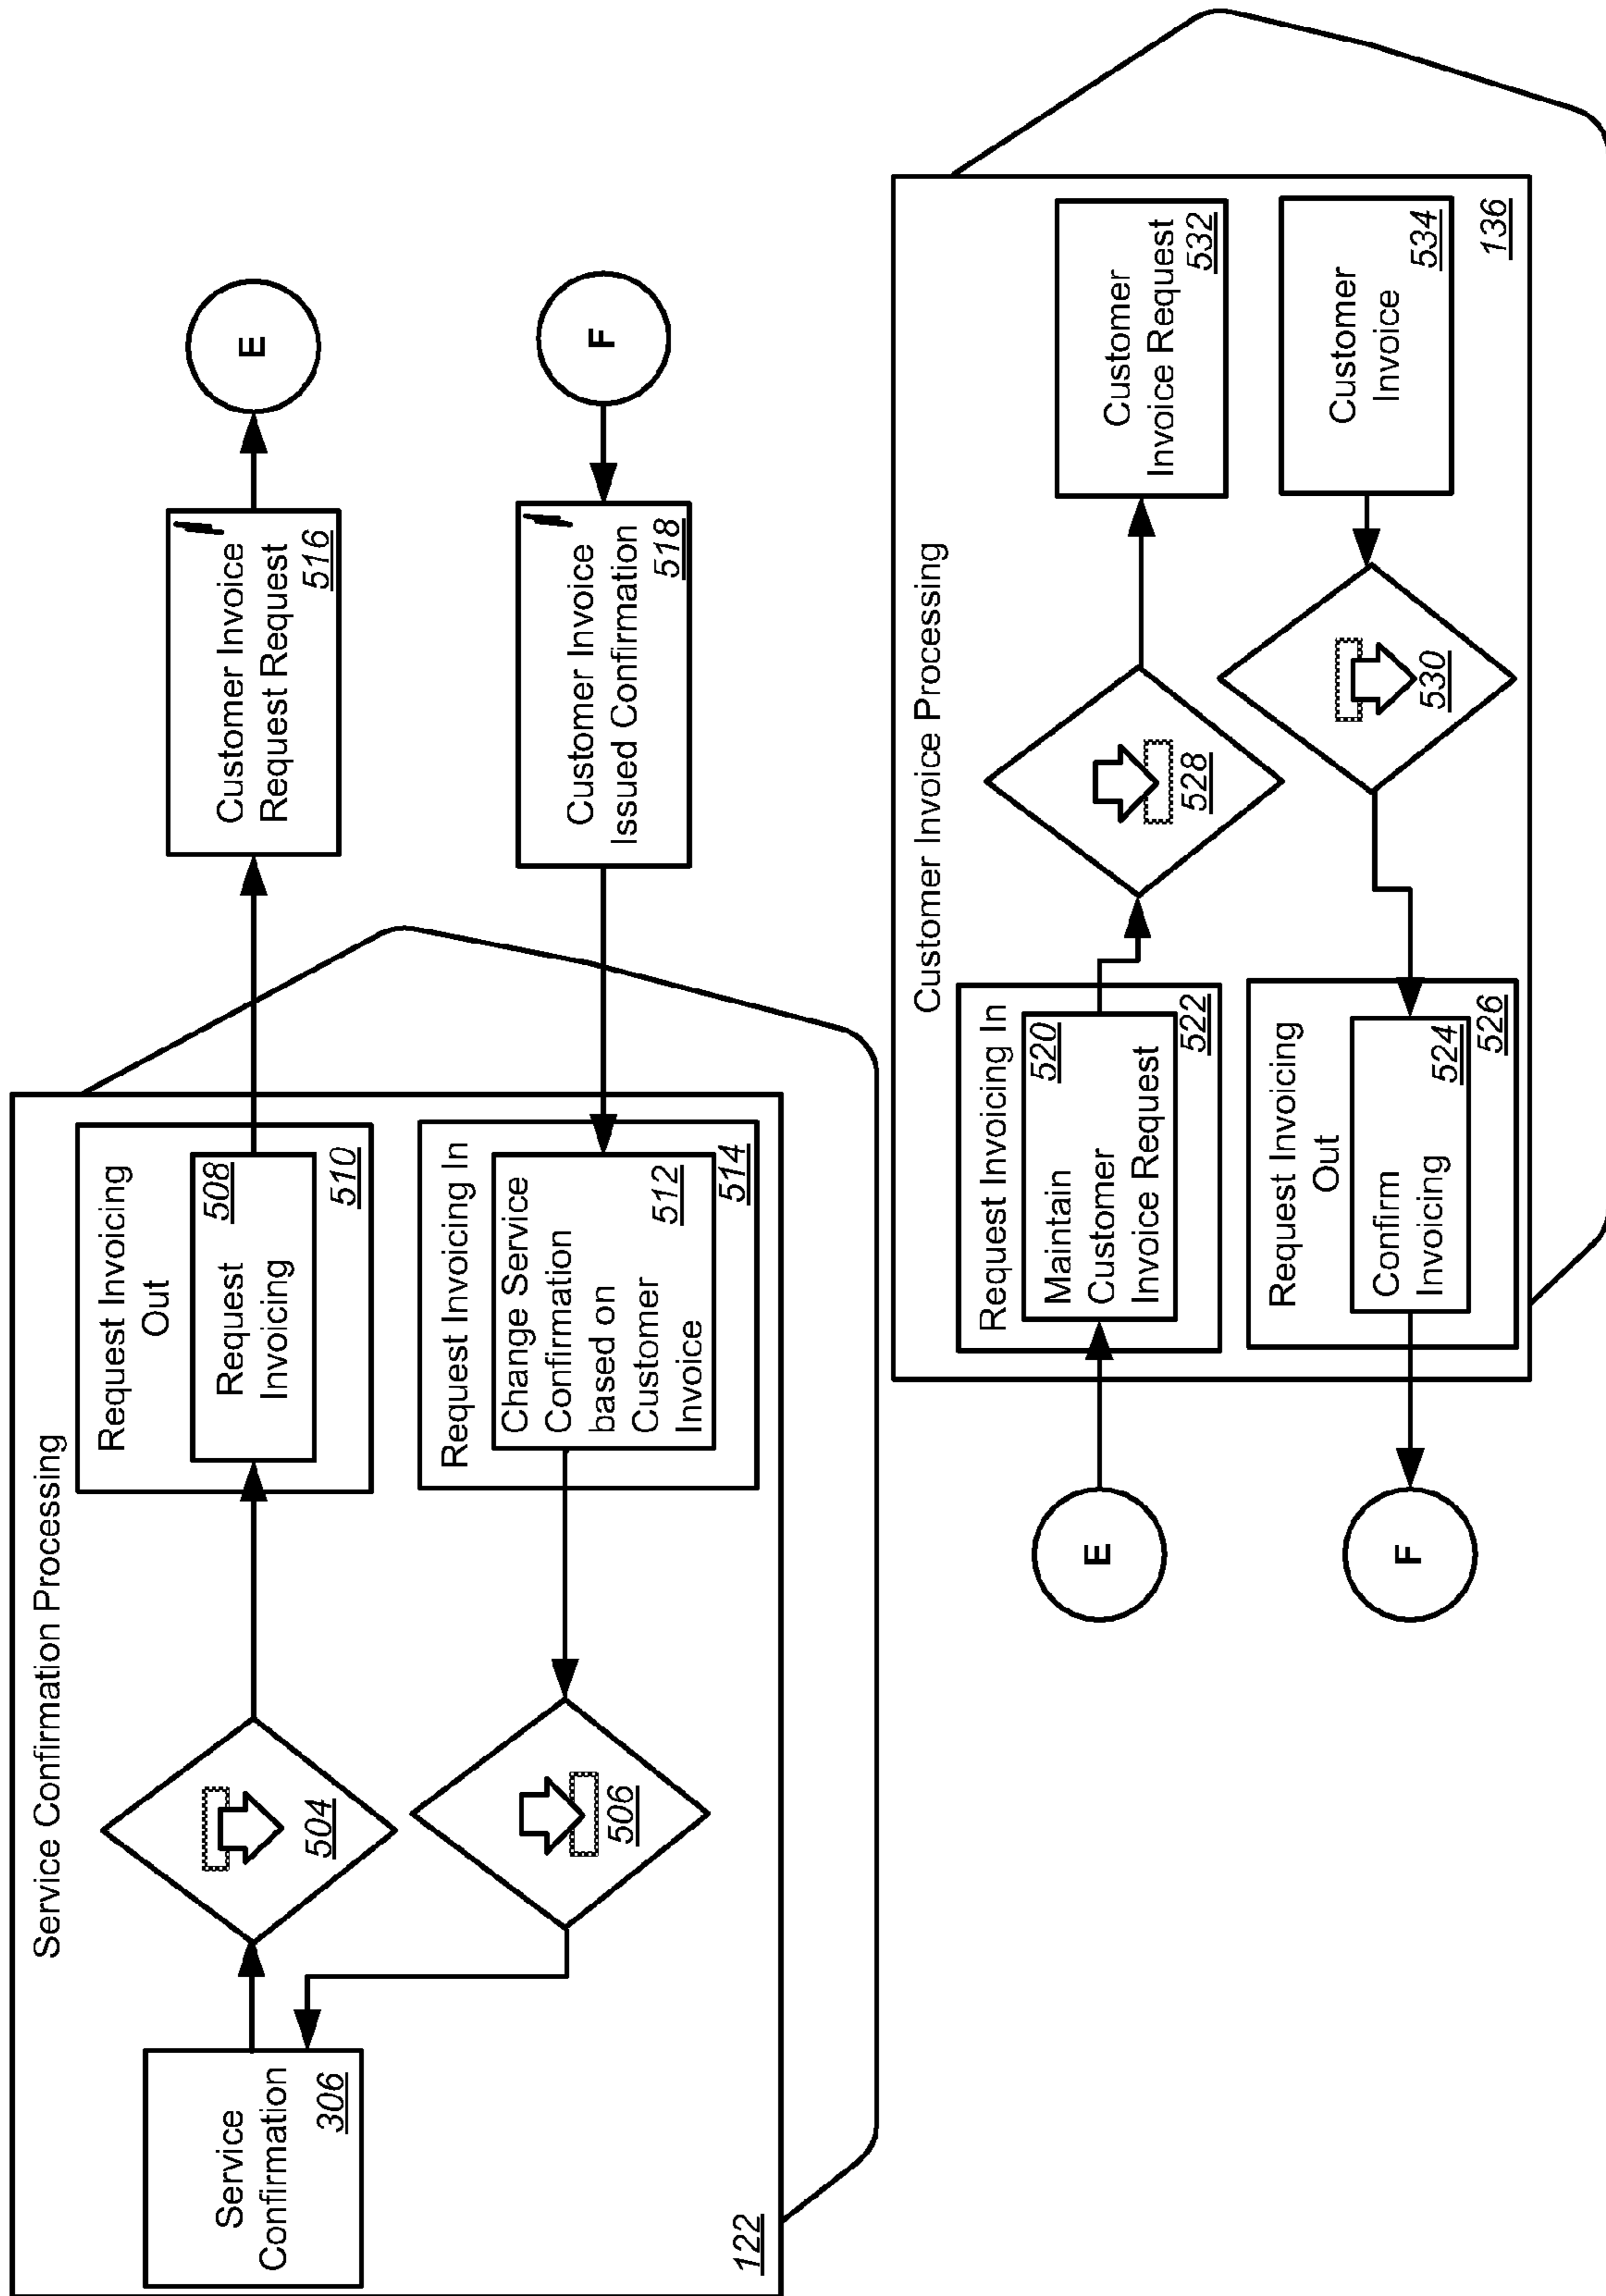 Service Confirmation Processing
Service
Confirmation
306
504
Request Invoicing
Out
508
Request
Invoicing
510
Customer Invoice
Request Request
516
E
506
Request Invoicing In
Change Service
Confirmation
based on
Customer
Invoice
512
514
Customer Invoice
Issued Confirmation
518
F
122
Customer Invoice Processing
E
Request Invoicing In
520
Maintain
Customer
Invoice Request
522
528
Customer
Invoice Request
532
F
Request Invoicing
Out
Confirm
Invoicing
524
526
530
Customer
Invoice
534
136